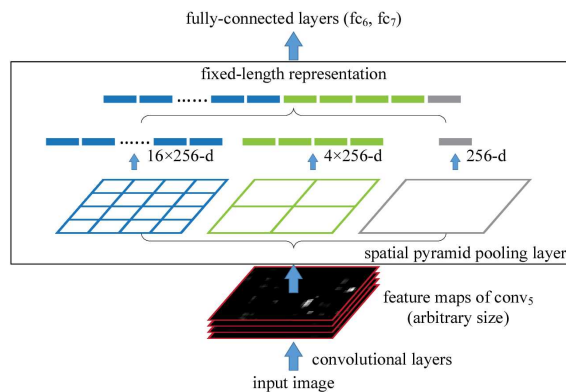 fully-connected layers (fc6, fc7)
fixed-length representation
......
......
16×256-d
4×256-d
256-d
spatial pyramid pooling layer
feature maps of conv5
(arbitrary size)
convolutional layers
input image